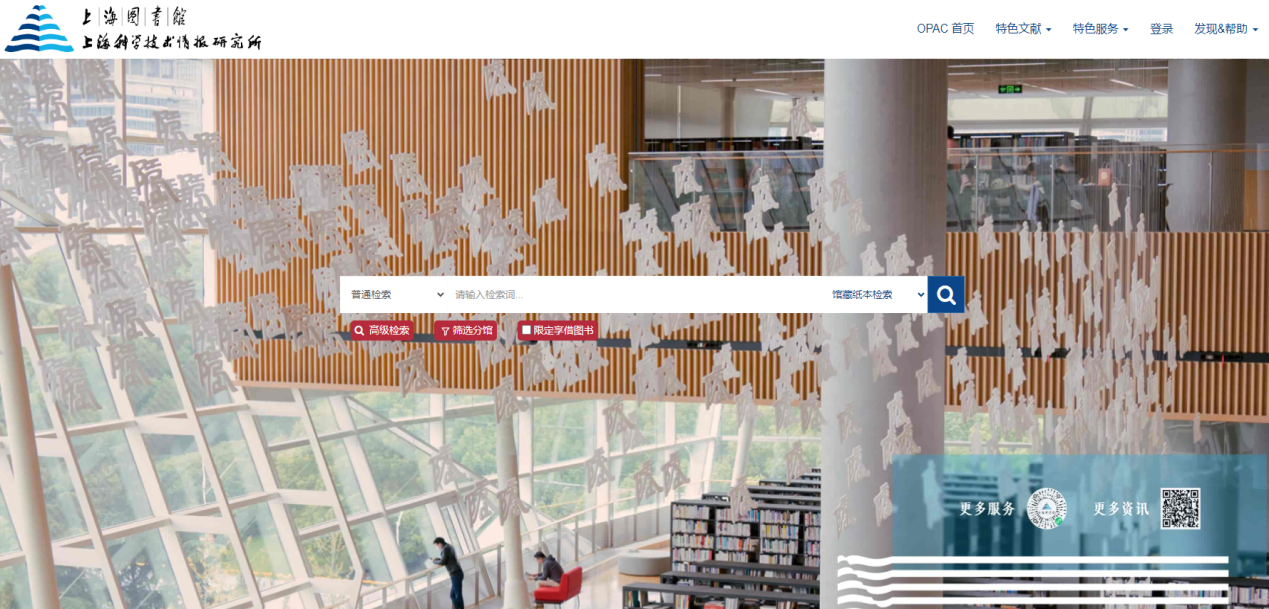 上海图書館
上海科学技术情报研究所
OPAC 首页 特色文献 特色服务 登录 发现&帮助
普通检索 请输入检索词... 馆藏纸本检索
高级检索 筛选分馆 限定享借图书
更多服务 更多资讯